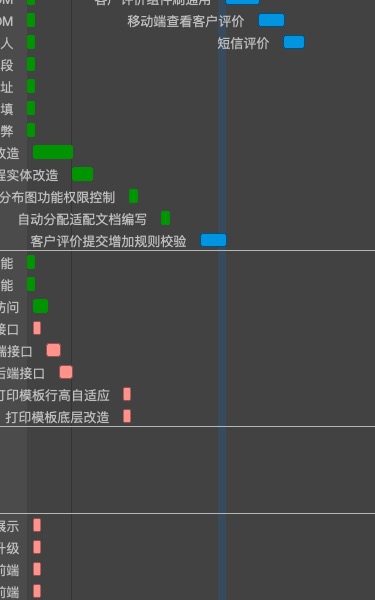 客户评价组件通用
OM
移动端查看客户评价
人
短信评价
段
址
填
弊
改造
程实体改造
分布图功能权限控制
自动分配适配文档编写
客户评价提交增加规则校验
能
能
访问
接口
端接口
后端接口
打印模板行高自适应
打印模板底层改造
展示
升级
前端
前端